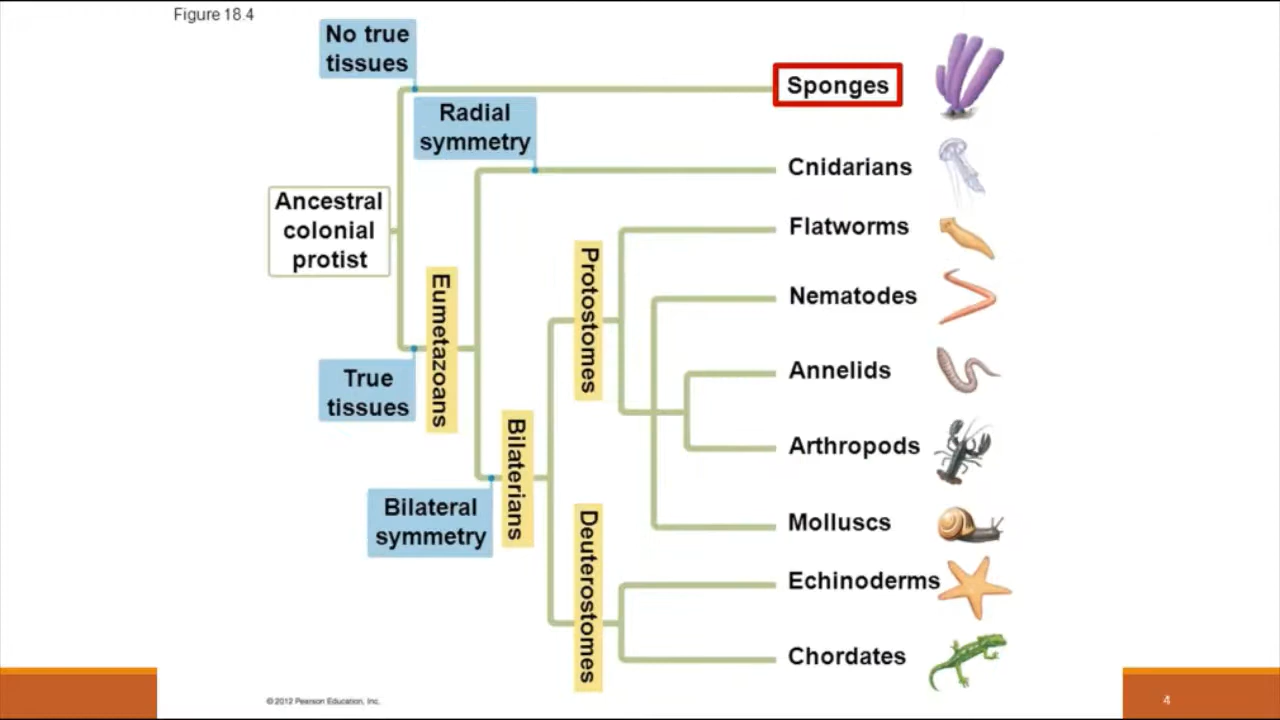 Figure 18.4
No true
tissues
Sponges
Radial
symmetry
Cnidarians
Ancestral
colonial
protist
Flatworms
Protostomes
Eumetazoans
Nematodes
True
tissues
Annelids
Bilaterians
Arthropods
Bilateral
symmetry
Molluscs
Deuterostomes
Echinoderms
Chordates
©2012 Pearson Education, Inc.
4